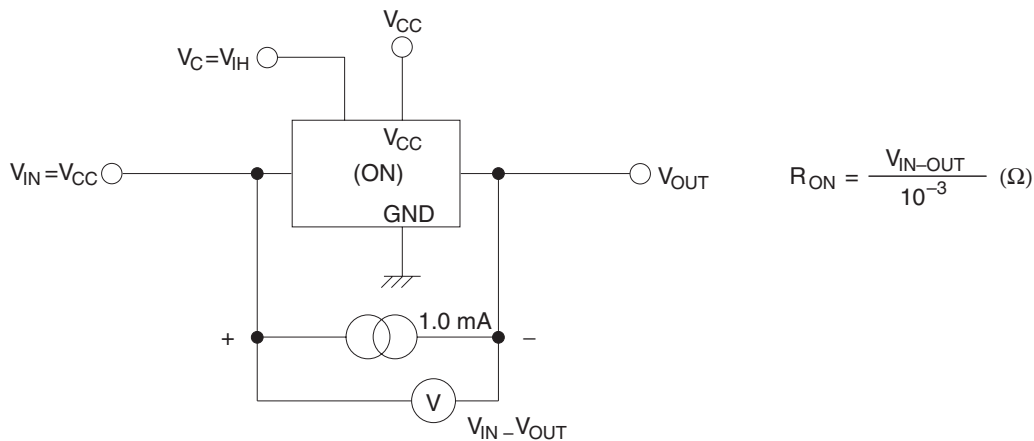 V_CC
V_C=V_IH
V_CC
V_IN=V_CC
(ON)
V_OUT
R_ON = V_IN–OUT / 10^–3 (Ω)
GND
1.0 mA
+
–
V
V_IN – V_OUT